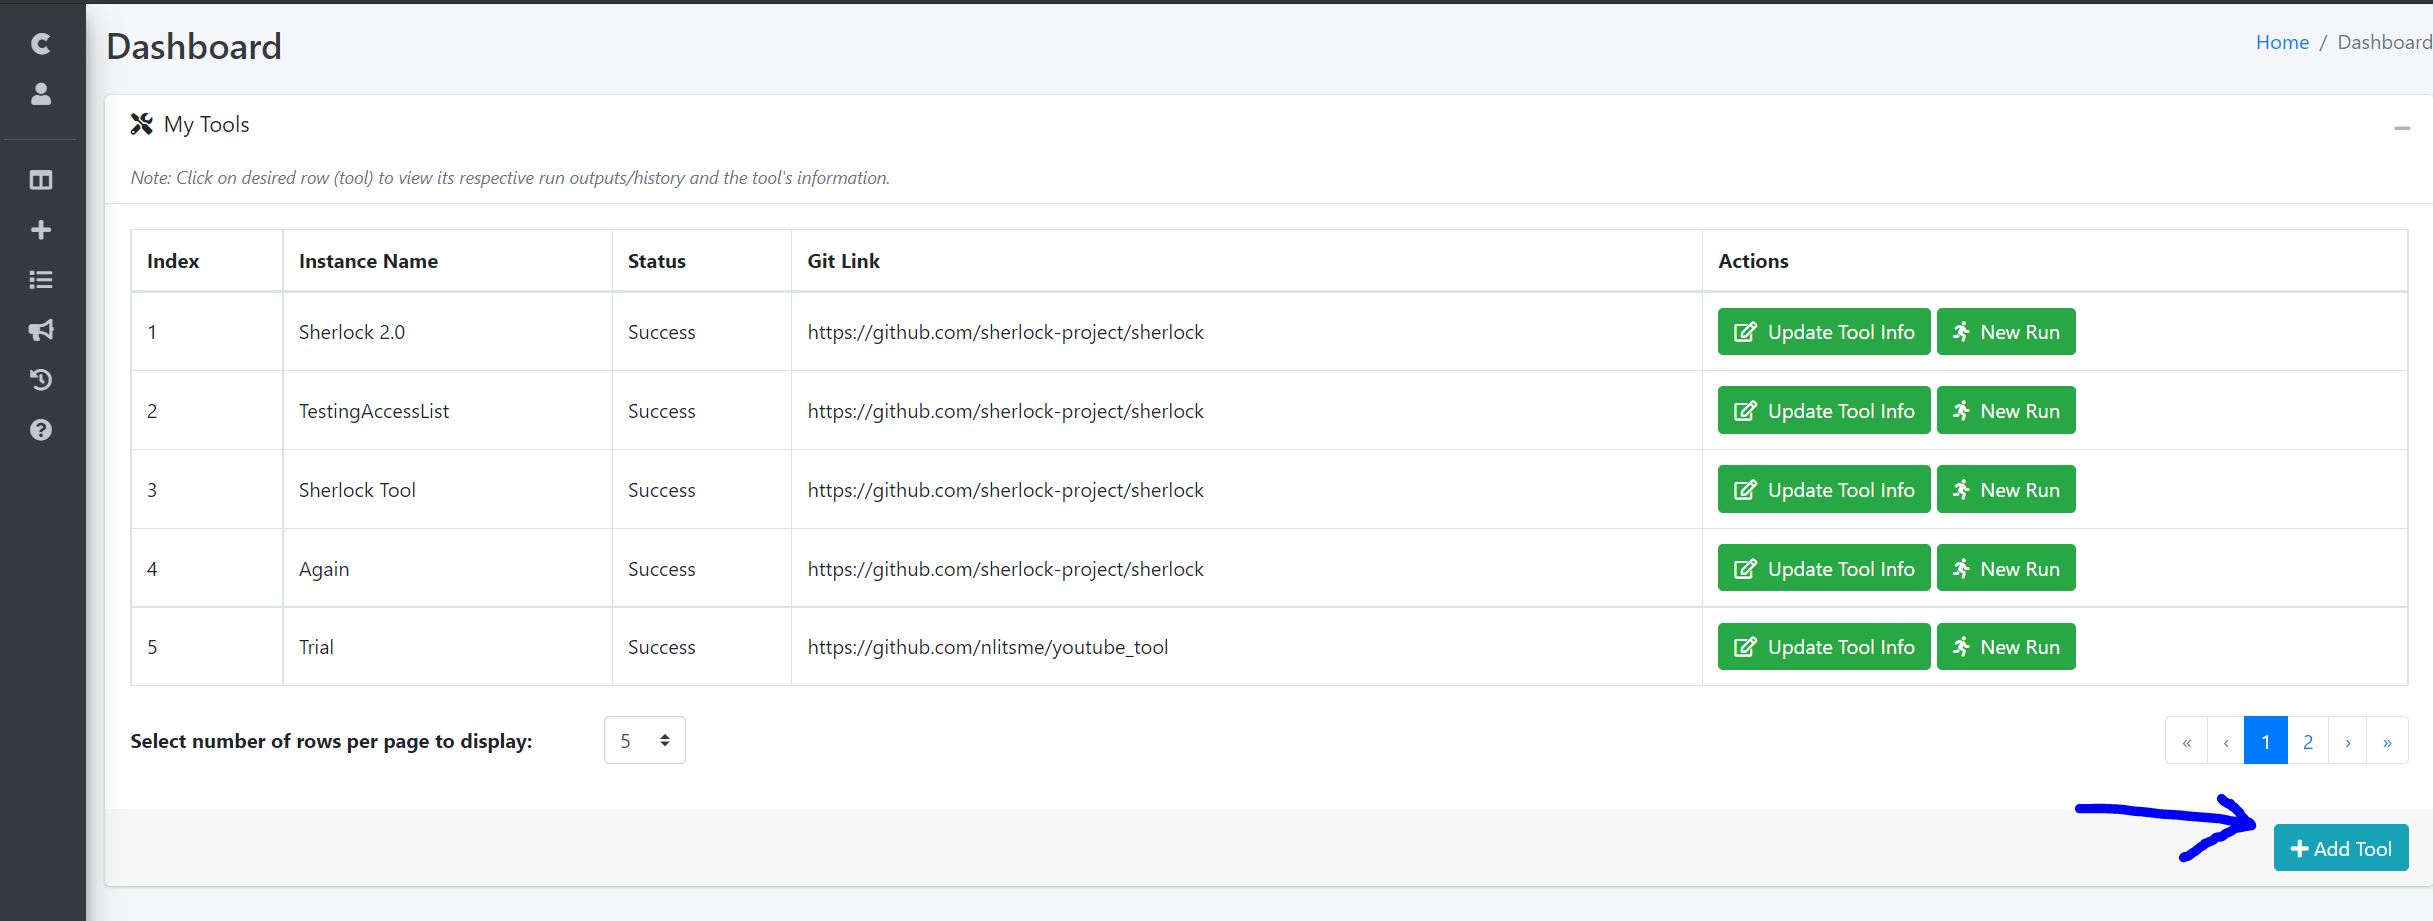 Dashboard
Home / Dashboard
My Tools
Note: Click on desired row (tool) to view its respective run outputs/history and the tool's information.
Index Instance Name Status Git Link Actions
1 Sherlock 2.0 Success https://github.com/sherlock-project/sherlock Update Tool Info New Run
2 TestingAccessList Success https://github.com/sherlock-project/sherlock Update Tool Info New Run
3 Sherlock Tool Success https://github.com/sherlock-project/sherlock Update Tool Info New Run
4 Again Success https://github.com/sherlock-project/sherlock Update Tool Info New Run
5 Trial Success https://github.com/nlitsme/youtube_tool Update Tool Info New Run
Select number of rows per page to display: 5 « ‹ 1 2 › »
+ Add Tool